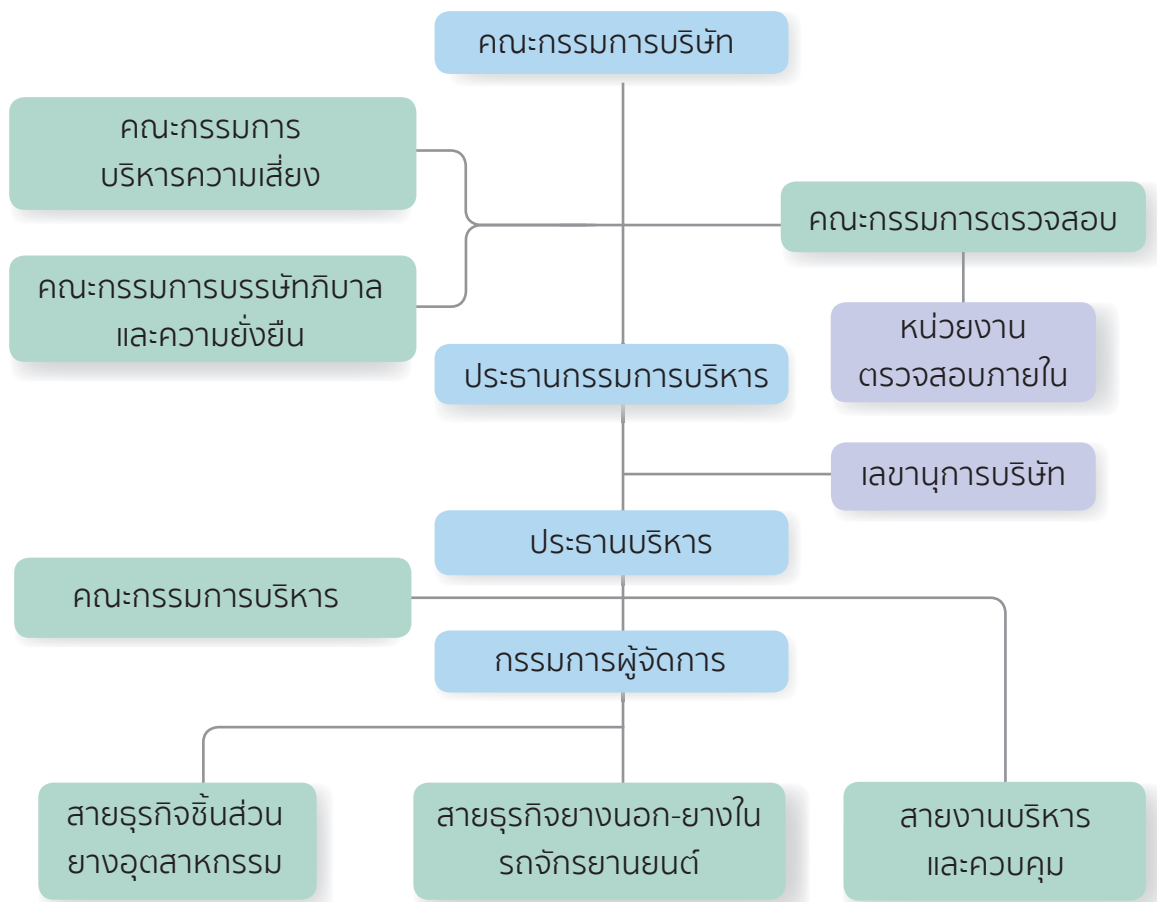 คณะกรรมการบริษัท
คณะกรรมการ
บริหารความเสี่ยง
คณะกรรมการตรวจสอบ
คณะกรรมการบรรษัทภิบาล
และความยั่งยืน
หน่วยงาน
ตรวจสอบภายใน
ประธานกรรมการบริหาร
เลขานุการบริษัท
ประธานบริหาร
คณะกรรมการบริหาร
กรรมการผู้จัดการ
สายธุรกิจชิ้นส่วน
ยางอุตสาหกรรม
สายธุรกิจยางนอก-ยางใน
รถจักรยานยนต์
สายงานบริหาร
และควบคุม